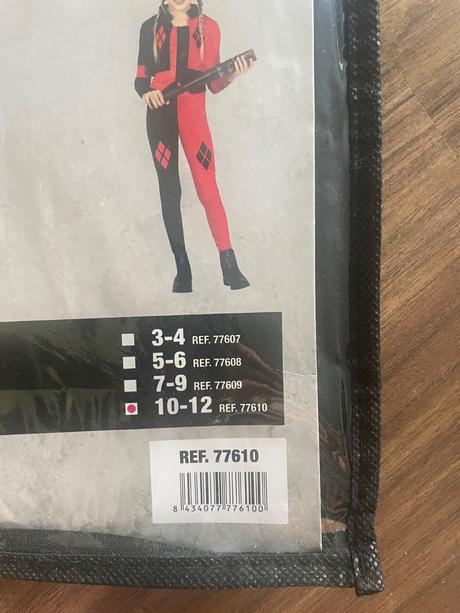 3-4 REF. 77607
5-6 REF. 77608
7-9 REF. 77609
10-12 REF. 77610
REF. 77610
8 434077 776100